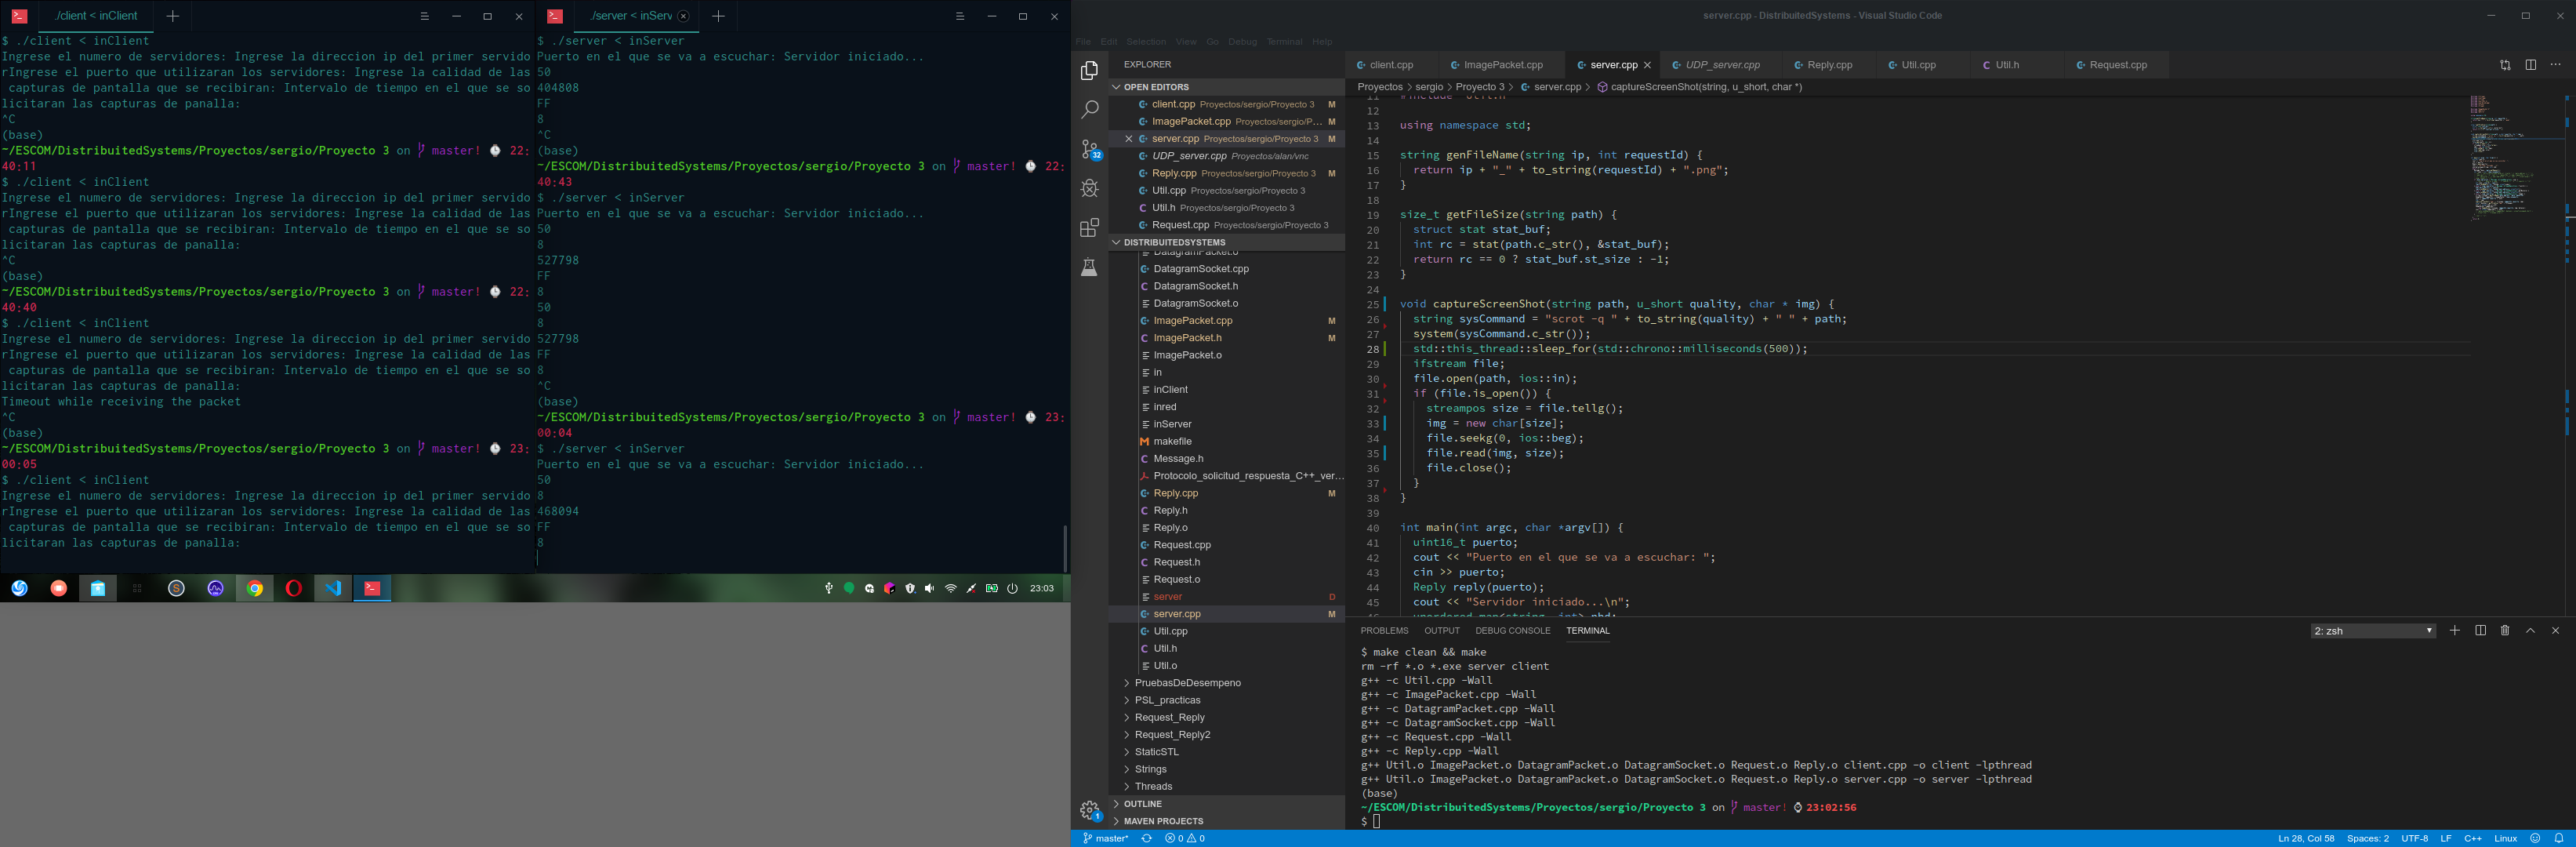 ./client < inClient
$ ./client < inClient
Ingrese el numero de servidores: Ingrese la direccion ip del primer servido
rIngrese el puerto que utilizaran los servidores: Ingrese la calidad de las
 capturas de pantalla que se recibiran: Intervalo de tiempo en el que se so
licitaran las capturas de panalla:
^C
(base)
~/ESCOM/DistribuitedSystems/Proyectos/sergio/Proyecto 3 on master! 22:
40:11
$ ./client < inClient
Ingrese el numero de servidores: Ingrese la direccion ip del primer servido
rIngrese el puerto que utilizaran los servidores: Ingrese la calidad de las
 capturas de pantalla que se recibiran: Intervalo de tiempo en el que se so
licitaran las capturas de panalla:
^C
(base)
~/ESCOM/DistribuitedSystems/Proyectos/sergio/Proyecto 3 on master! 22:
40:40
$ ./client < inClient
Ingrese el numero de servidores: Ingrese la direccion ip del primer servido
rIngrese el puerto que utilizaran los servidores: Ingrese la calidad de las
 capturas de pantalla que se recibiran: Intervalo de tiempo en el que se so
licitaran las capturas de panalla:
Timeout while receiving the packet
^C
(base)
~/ESCOM/DistribuitedSystems/Proyectos/sergio/Proyecto 3 on master! 23:
00:05
$ ./client < inClient
Ingrese el numero de servidores: Ingrese la direccion ip del primer servido
rIngrese el puerto que utilizaran los servidores: Ingrese la calidad de las
 capturas de pantalla que se recibiran: Intervalo de tiempo en el que se so
licitaran las capturas de panalla:
./server < inServ
$ ./server < inServer
Puerto en el que se va a escuchar: Servidor iniciado...
50
404808
FF
8
^C
(base)
~/ESCOM/DistribuitedSystems/Proyectos/sergio/Proyecto 3 on master! 22:
40:43
$ ./server < inServer
Puerto en el que se va a escuchar: Servidor iniciado...
50
8
527798
FF
8
50
8
527798
FF
8
^C
(base)
~/ESCOM/DistribuitedSystems/Proyectos/sergio/Proyecto 3 on master! 23:
00:04
$ ./server < inServer
Puerto en el que se va a escuchar: Servidor iniciado...
50
8
468094
FF
8
23:03
server.cpp - DistribuitedSystems - Visual Studio Code
File Edit Selection View Go Debug Terminal Help
EXPLORER
OPEN EDITORS
client.cpp Proyectos/sergio/Proyecto 3 M
ImagePacket.cpp Proyectos/sergio/P... M
server.cpp Proyectos/sergio/Proyecto 3 M
UDP_server.cpp Proyectos/alan/vnc
Reply.cpp Proyectos/sergio/Proyecto 3 M
Util.cpp Proyectos/sergio/Proyecto 3
Util.h Proyectos/sergio/Proyecto 3
Request.cpp Proyectos/sergio/Proyecto 3
DISTRIBUITEDSYSTEMS
DatagramPacket.o
DatagramSocket.cpp
DatagramSocket.h
DatagramSocket.o
ImagePacket.cpp M
ImagePacket.h M
ImagePacket.o
in
inClient
inred
inServer
makefile
Message.h
Protocolo_solicitud_respuesta_C++_ver...
Reply.cpp M
Reply.h
Reply.o
Request.cpp
Request.h
Request.o
server D
server.cpp M
Util.cpp
Util.h
Util.o
PruebasDeDesempeno
PSL_practicas
Request_Reply
Request_Reply2
StaticSTL
Strings
Threads
OUTLINE
MAVEN PROJECTS
32
1
client.cpp ImagePacket.cpp server.cpp UDP_server.cpp Reply.cpp Util.cpp Util.h Request.cpp
Proyectos > sergio > Proyecto 3 > server.cpp > captureScreenShot(string, u_short, char *)
11 #include "Util.h"
12
13 using namespace std;
14
15 string genFileName(string ip, int requestId) {
16 return ip + "_" + to_string(requestId) + ".png";
17 }
18
19 size_t getFileSize(string path) {
20 struct stat stat_buf;
21 int rc = stat(path.c_str(), &stat_buf);
22 return rc == 0 ? stat_buf.st_size : -1;
23 }
24
25 void captureScreenShot(string path, u_short quality, char * img) {
26 string sysCommand = "scrot -q " + to_string(quality) + " " + path;
27 system(sysCommand.c_str());
28 std::this_thread::sleep_for(std::chrono::milliseconds(500));
29 ifstream file;
30 file.open(path, ios::in);
31 if (file.is_open()) {
32 streampos size = file.tellg();
33 img = new char[size];
34 file.seekg(0, ios::beg);
35 file.read(img, size);
36 file.close();
37 }
38 }
39
40 int main(int argc, char *argv[]) {
41 uint16_t puerto;
42 cout << "Puerto en el que se va a escuchar: ";
43 cin >> puerto;
44 Reply reply(puerto);
45 cout << "Servidor iniciado...\n";
46 unordered_map<string, int> nbd;
PROBLEMS OUTPUT DEBUG CONSOLE TERMINAL
2: zsh
$ make clean && make
rm -rf *.o *.exe server client
g++ -c Util.cpp -Wall
g++ -c ImagePacket.cpp -Wall
g++ -c DatagramPacket.cpp -Wall
g++ -c DatagramSocket.cpp -Wall
g++ -c Request.cpp -Wall
g++ -c Reply.cpp -Wall
g++ Util.o ImagePacket.o DatagramPacket.o DatagramSocket.o Request.o Reply.o client.cpp -o client -lpthread
g++ Util.o ImagePacket.o DatagramPacket.o DatagramSocket.o Request.o Reply.o server.cpp -o server -lpthread
(base)
~/ESCOM/DistribuitedSystems/Proyectos/sergio/Proyecto 3 on master! 23:02:56
$
master* 0 0
Ln 28, Col 58 Spaces: 2 UTF-8 LF C++ Linux